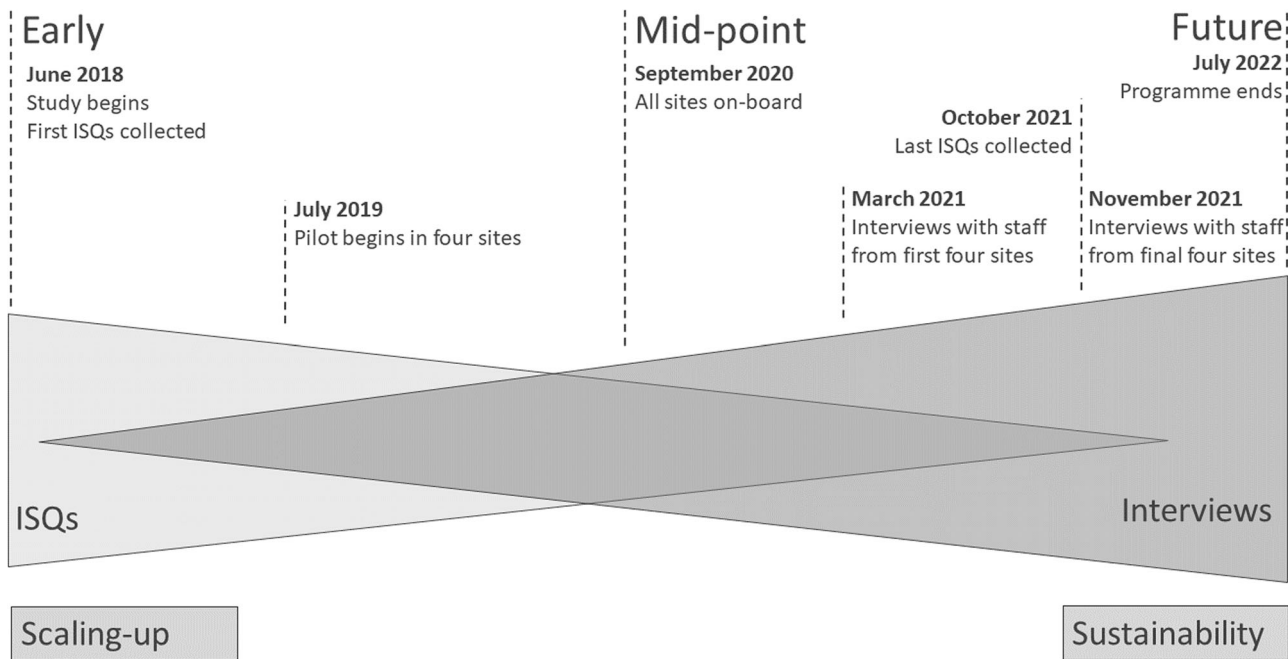 Early
June 2018
Study begins
First ISQs collected
July 2019
Pilot begins in four sites
Mid-point
September 2020
All sites on-board
March 2021
Interviews with staff
from first four sites
October 2021
Last ISQs collected
November 2021
Interviews with staff
from final four sites
Future
July 2022
Programme ends
ISQs
Interviews
Scaling-up
Sustainability